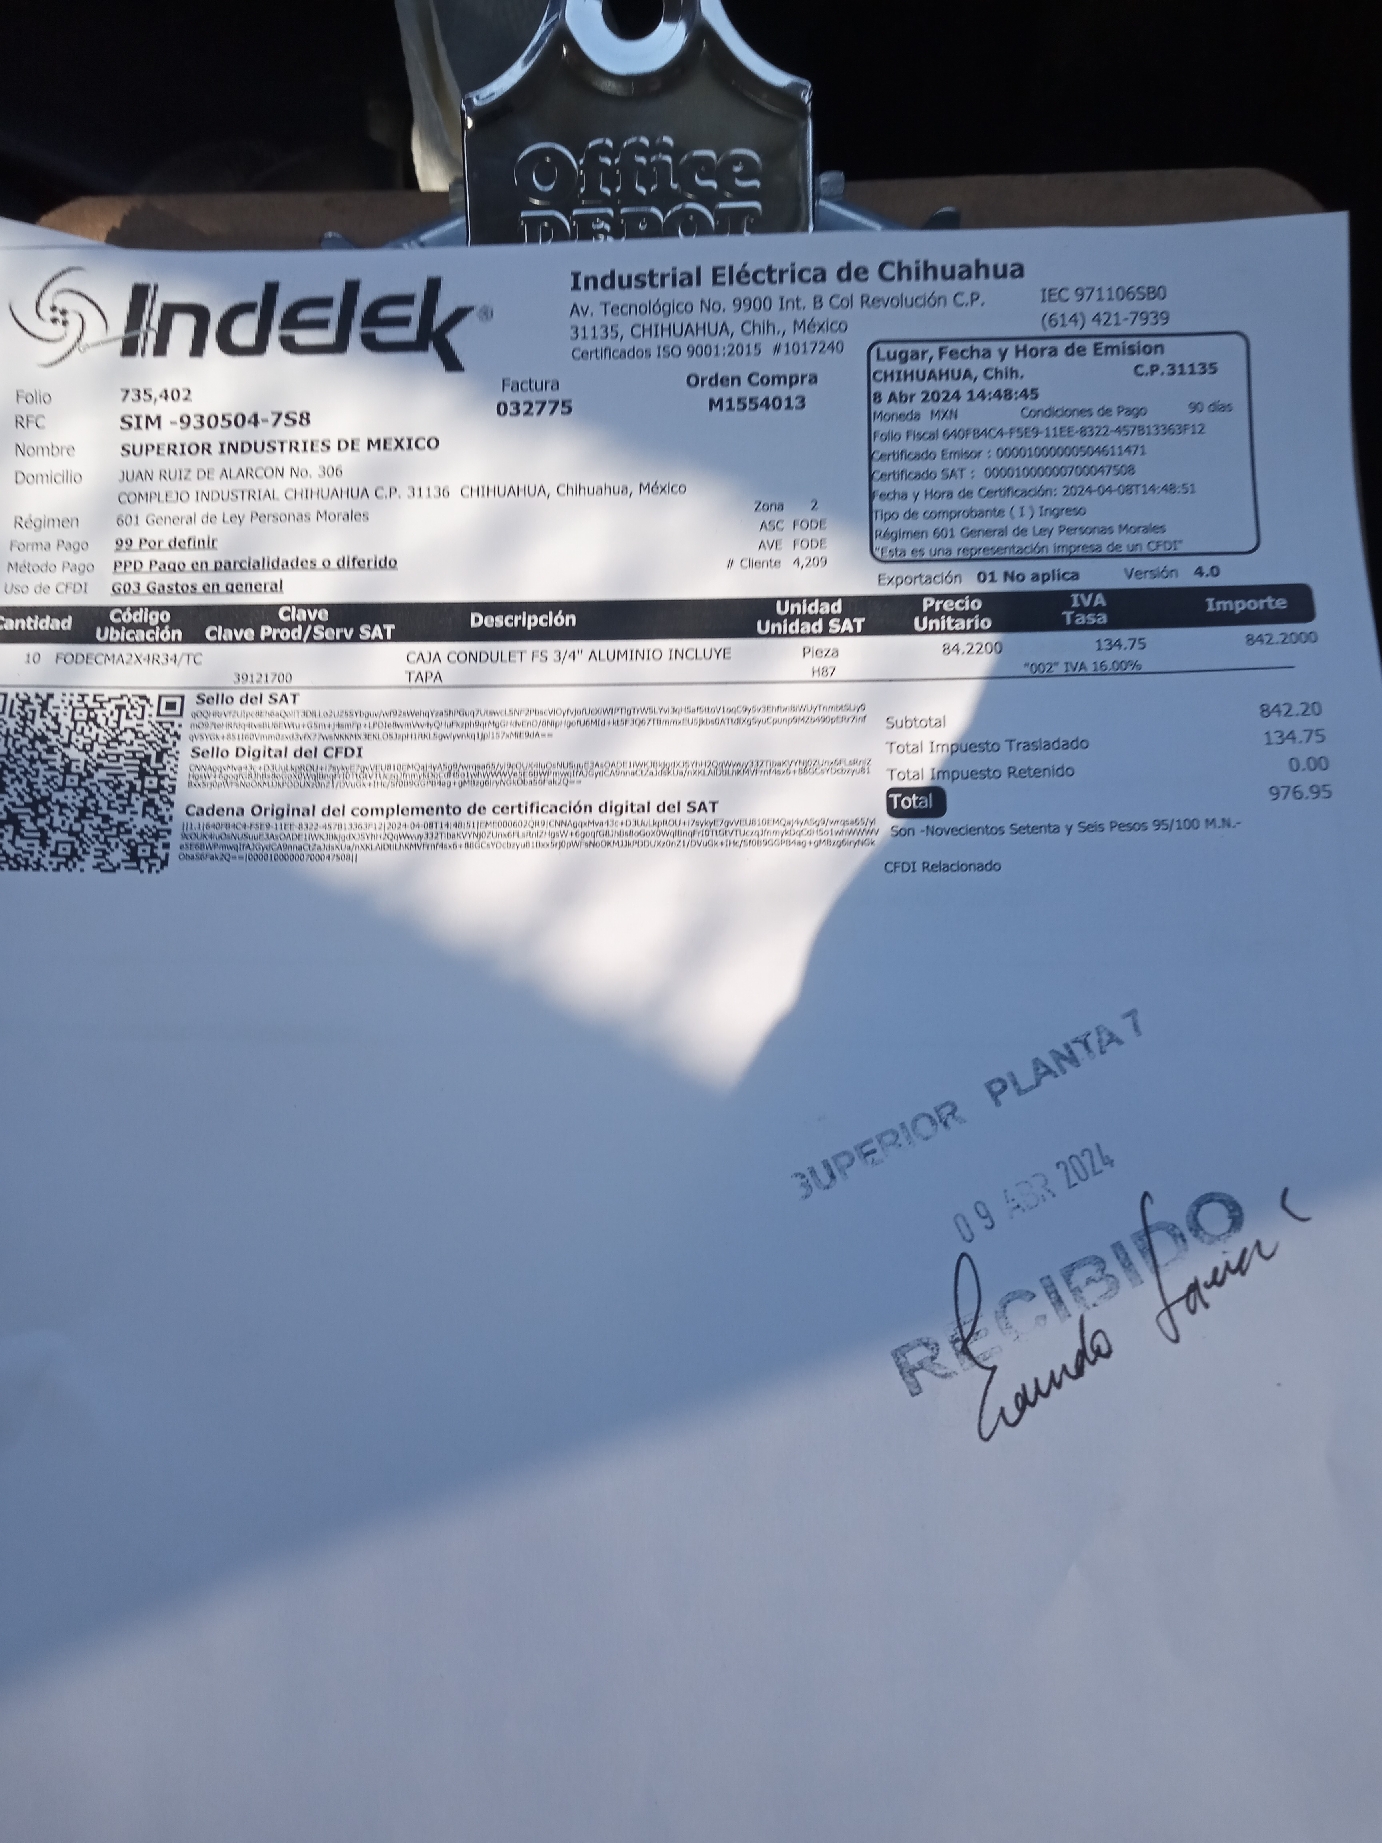 Office
DEPOT
Indelek®
Industrial Eléctrica de Chihuahua
Av. Tecnológico No. 9900 Int. B Col Revolución C.P.
31135, CHIHUAHUA, Chih., México
Certificados ISO 9001:2015 #1017240
IEC 971106SB0
(614) 421-7939
Folio 735,402
Factura
032775
Orden Compra
M1554013
RFC SIM -930504-7S8
Nombre SUPERIOR INDUSTRIES DE MEXICO
Domicilio JUAN RUIZ DE ALARCON No. 306
COMPLEJO INDUSTRIAL CHIHUAHUA C.P. 31136 CHIHUAHUA, Chihuahua, México
Régimen 601 General de Ley Personas Morales
Forma Pago 99 Por definir
Método Pago PPD Pago en parcialidades o diferido
Uso de CFDI G03 Gastos en general
Zona 2
ASC FODE
AVE FODE
# Cliente 4,209
Lugar, Fecha y Hora de Emision
CHIHUAHUA, Chih. C.P.31135
8 Abr 2024 14:48:45
Moneda MXN Condiciones de Pago 90 días
Folio Fiscal 640FB4C4-F5E9-11EE-8322-457B13363F12
Certificado Emisor : 00001000000504611471
Certificado SAT : 00001000000700047508
Fecha y Hora de Certificación: 2024-04-08T14:48:51
Tipo de comprobante ( I ) Ingreso
Régimen 601 General de Ley Personas Morales
"Esta es una representación impresa de un CFDI"
Exportación 01 No aplica Versión 4.0
Cantidad Código Clave Descripción Unidad Precio IVA Importe
Ubicación Clave Prod/Serv SAT Unidad SAT Unitario Tasa
10 FODECMA2X4R34/TC CAJA CONDULET FS 3/4" ALUMINIO INCLUYE Pieza 84.2200 134.75 842.2000
39121700 TAPA H87 "002" IVA 16.00%
Sello del SAT
Sello Digital del CFDI
Cadena Original del complemento de certificación digital del SAT
Subtotal 842.20
Total Impuesto Trasladado 134.75
Total Impuesto Retenido 0.00
Total 976.95
Son -Novecientos Setenta y Seis Pesos 95/100 M.N.-
CFDI Relacionado
SUPERIOR PLANTA 7
09 ABR 2024
RECIBIDO